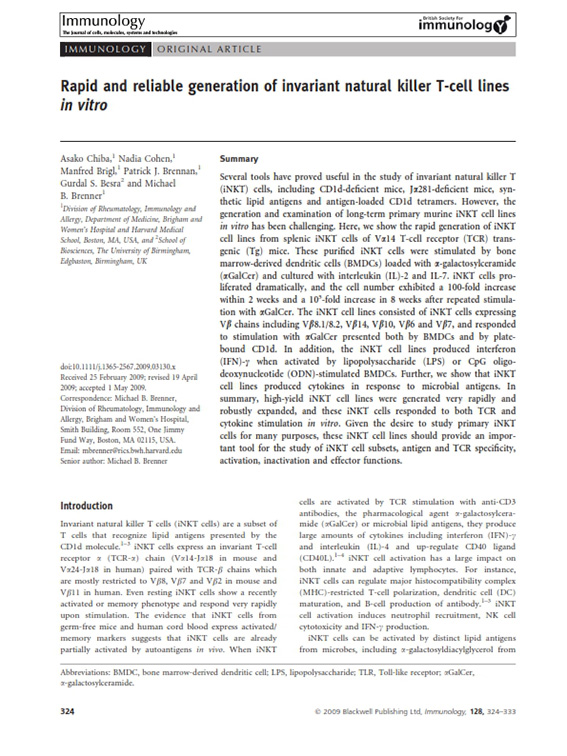 Immunology
The Journal of cells, molecules, systems and technologies
British Society for
immunology
IMMUNOLOGY ORIGINAL ARTICLE
Rapid and reliable generation of invariant natural killer T-cell lines
in vitro
Asako Chiba,1 Nadia Cohen,1
Manfred Brigl,1 Patrick J. Brennan,1
Gurdal S. Besra2 and Michael
B. Brenner1
1Division of Rheumatology, Immunology and
Allergy, Department of Medicine, Brigham and
Women's Hospital and Harvard Medical
School, Boston, MA, USA, and 2School of
Biosciences, The University of Birmingham,
Edgbaston, Birmingham, UK
doi:10.1111/j.1365-2567.2009.03130.x
Received 25 February 2009; revised 19 April
2009; accepted 1 May 2009.
Correspondence: Michael B. Brenner,
Division of Rheumatology, Immunology and
Allergy, Brigham and Women's Hospital,
Smith Building, Room 552, One Jimmy
Fund Way, Boston, MA 02115, USA.
Email: mbrenner@rics.bwh.harvard.edu
Senior author: Michael B. Brenner
Summary
Several tools have proved useful in the study of invariant natural killer T
(iNKT) cells, including CD1d-deficient mice, Jα281-deficient mice, syn-
thetic lipid antigens and antigen-loaded CD1d tetramers. However, the
generation and examination of long-term primary murine iNKT cell lines
in vitro has been challenging. Here, we show the rapid generation of iNKT
cell lines from splenic iNKT cells of Vα14 T-cell receptor (TCR) trans-
genic (Tg) mice. These purified iNKT cells were stimulated by bone
marrow-derived dendritic cells (BMDCs) loaded with α-galactosylceramide
(αGalCer) and cultured with interleukin (IL)-2 and IL-7. iNKT cells pro-
liferated dramatically, and the cell number exhibited a 100-fold increase
within 2 weeks and a 10⁵-fold increase in 8 weeks after repeated stimula-
tion with αGalCer. The iNKT cell lines consisted of iNKT cells expressing
Vβ chains including Vβ8.1/8.2, Vβ14, Vβ10, Vβ6 and Vβ7, and responded
to stimulation with αGalCer presented both by BMDCs and by plate-
bound CD1d. In addition, the iNKT cell lines produced interferon
(IFN)-γ when activated by lipopolysaccharide (LPS) or CpG oligo-
deoxynucleotide (ODN)-stimulated BMDCs. Further, we show that iNKT
cell lines produced cytokines in response to microbial antigens. In
summary, high-yield iNKT cell lines were generated very rapidly and
robustly expanded, and these iNKT cells responded to both TCR and
cytokine stimulation in vitro. Given the desire to study primary iNKT
cells for many purposes, these iNKT cell lines should provide an impor-
tant tool for the study of iNKT cell subsets, antigen and TCR specificity,
activation, inactivation and effector functions.
Introduction
Invariant natural killer T cells (iNKT cells) are a subset of
T cells that recognize lipid antigens presented by the
CD1d molecule.1–3 iNKT cells express an invariant T-cell
receptor α (TCR-α) chain (Vα14-Jα18 in mouse and
Vα24-Jα18 in human) paired with TCR-β chains which
are mostly restricted to Vβ8, Vβ7 and Vβ2 in mouse and
Vβ11 in human. Even resting iNKT cells show a recently
activated or memory phenotype and respond very rapidly
upon stimulation. The evidence that iNKT cells from
germ-free mice and human cord blood express activated/
memory markers suggests that iNKT cells are already
partially activated by autoantigens in vivo. When iNKT
cells are activated by TCR stimulation with anti-CD3
antibodies, the pharmacological agent α-galactosylcera-
mide (αGalCer) or microbial lipid antigens, they produce
large amounts of cytokines including interferon (IFN)-γ
and interleukin (IL)-4 and up-regulate CD40 ligand
(CD40L).1–4 iNKT cell activation has a large impact on
both innate and adaptive lymphocytes. For instance,
iNKT cells can regulate major histocompatibility complex
(MHC)-restricted T-cell polarization, dendritic cell (DC)
maturation, and B-cell production of antibody.1–3 iNKT
cell activation induces neutrophil recruitment, NK cell
cytotoxicity and IFN-γ production.
iNKT cells can be activated by distinct lipid antigens
from microbes, including α-galactosyldiacylglycerol from
Abbreviations: BMDC, bone marrow-derived dendritic cell; LPS, lipopolysaccharide; TLR, Toll-like receptor; αGalCer,
α-galactosylceramide.
324
© 2009 Blackwell Publishing Ltd, Immunology, 128, 324–333